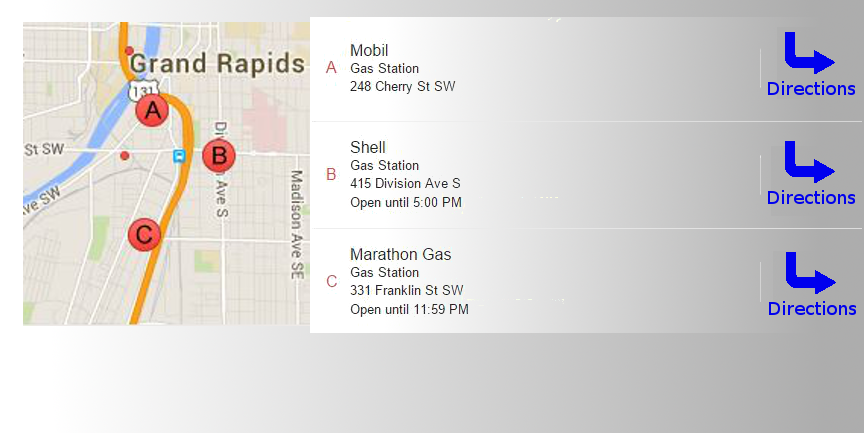 Grand Rapids
131
A
St SW
B
Div
Ave S
ve SW
Madison Ave SE
C
A
Mobil
Gas Station
248 Cherry St SW
Directions
B
Shell
Gas Station
415 Division Ave S
Open until 5:00 PM
Directions
C
Marathon Gas
Gas Station
331 Franklin St SW
Open until 11:59 PM
Directions